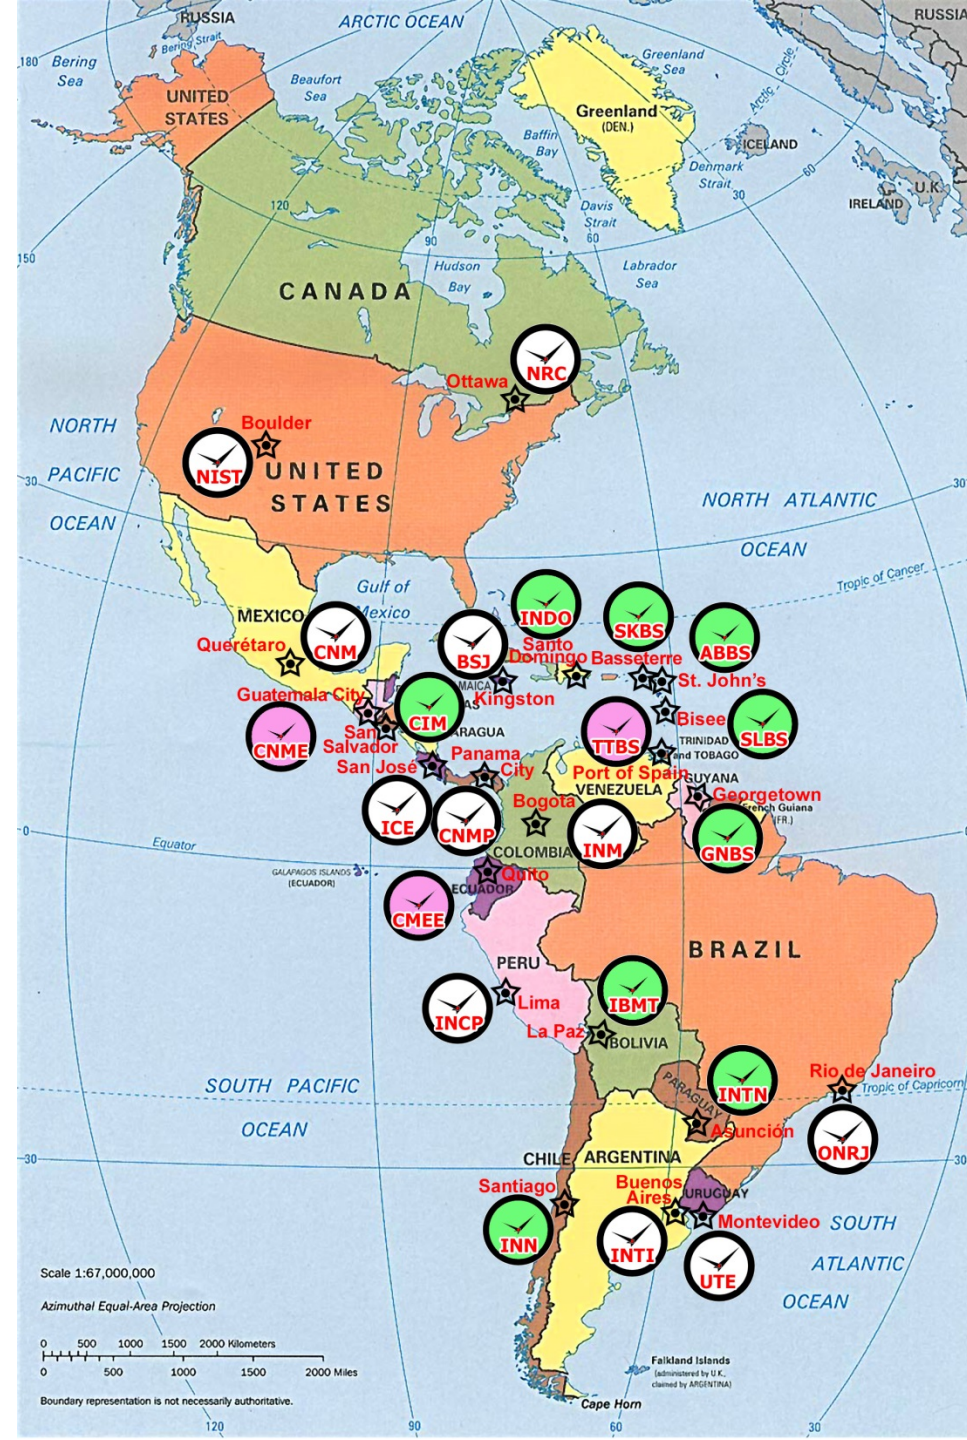 RUSSIA
ARCTIC OCEAN
RUSSIA
Bering Strait
180
Bering
Sea
Beaufort
Sea
Greenland
Sea
Arctic Circle
UNITED
STATES
Greenland
(DEN.)
Baffin
Bay
ICELAND
Denmark
Strait
60
U.K.
IRELAND
30
120
Davis
Strait
60
90
150
Hudson
Bay
Labrador
Sea
CANADA
NRC
Ottawa
NORTH
PACIFIC
OCEAN
Boulder
NIST
UNITED
STATES
30
NORTH ATLANTIC
OCEAN
30
Tropic of Cancer
Gulf of
Mexico
MEXICO
CNM
Querétaro
INDO
SKBS
ABBS
BSJ
Santo
Domingo
Basseterre
St. John's
Kingston
Guatemala City
CIM
CNME
San
Salvador
San José
Panama
City
Bisee
SLBS
TTBS
TRINIDAD
and TOBAGO
Port of Spain
VENEZUELA
GUYANA
Georgetown
French Guiana
(FR.)
ICE
CNMP
Bogota
INM
GNBS
0
Equator
0
COLOMBIA
GALAPAGOS ISLANDS
(ECUADOR)
ECUADOR
Quito
CMEE
BRAZIL
PERU
INCP
Lima
IBMT
La Paz
BOLIVIA
SOUTH PACIFIC
OCEAN
INTN
Rio de Janeiro
Tropic of Capricorn
PARAGUAY
Asunción
ONRJ
30
CHILE
ARGENTINA
30
Santiago
Buenos
Aires
URUGUAY
Montevideo
INN
INTI
UTE
SOUTH
ATLANTIC
OCEAN
Scale 1:67,000,000
Azimuthal Equal-Area Projection
0 500 1000 1500 2000 Kilometers
0 500 1000 1500 2000 Miles
Boundary representation is not necessarily authoritative.
Falkland Islands
(administered by U.K.,
claimed by ARGENTINA)
Cape Horn
120
90
60
30